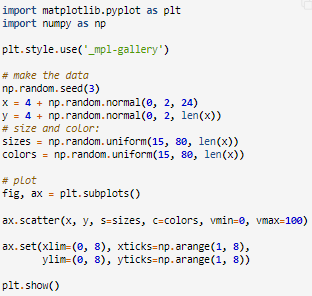 import matplotlib.pyplot as plt
import numpy as np
plt.style.use('_mpl-gallery')
# make the data
np.random.seed(3)
x = 4 + np.random.normal(0, 2, 24)
y = 4 + np.random.normal(0, 2, len(x))
# size and color:
sizes = np.random.uniform(15, 80, len(x))
colors = np.random.uniform(15, 80, len(x))
# plot
fig, ax = plt.subplots()
ax.scatter(x, y, s=sizes, c=colors, vmin=0, vmax=100)
ax.set(xlim=(0, 8), xticks=np.arange(1, 8),
ylim=(0, 8), yticks=np.arange(1, 8))
plt.show()